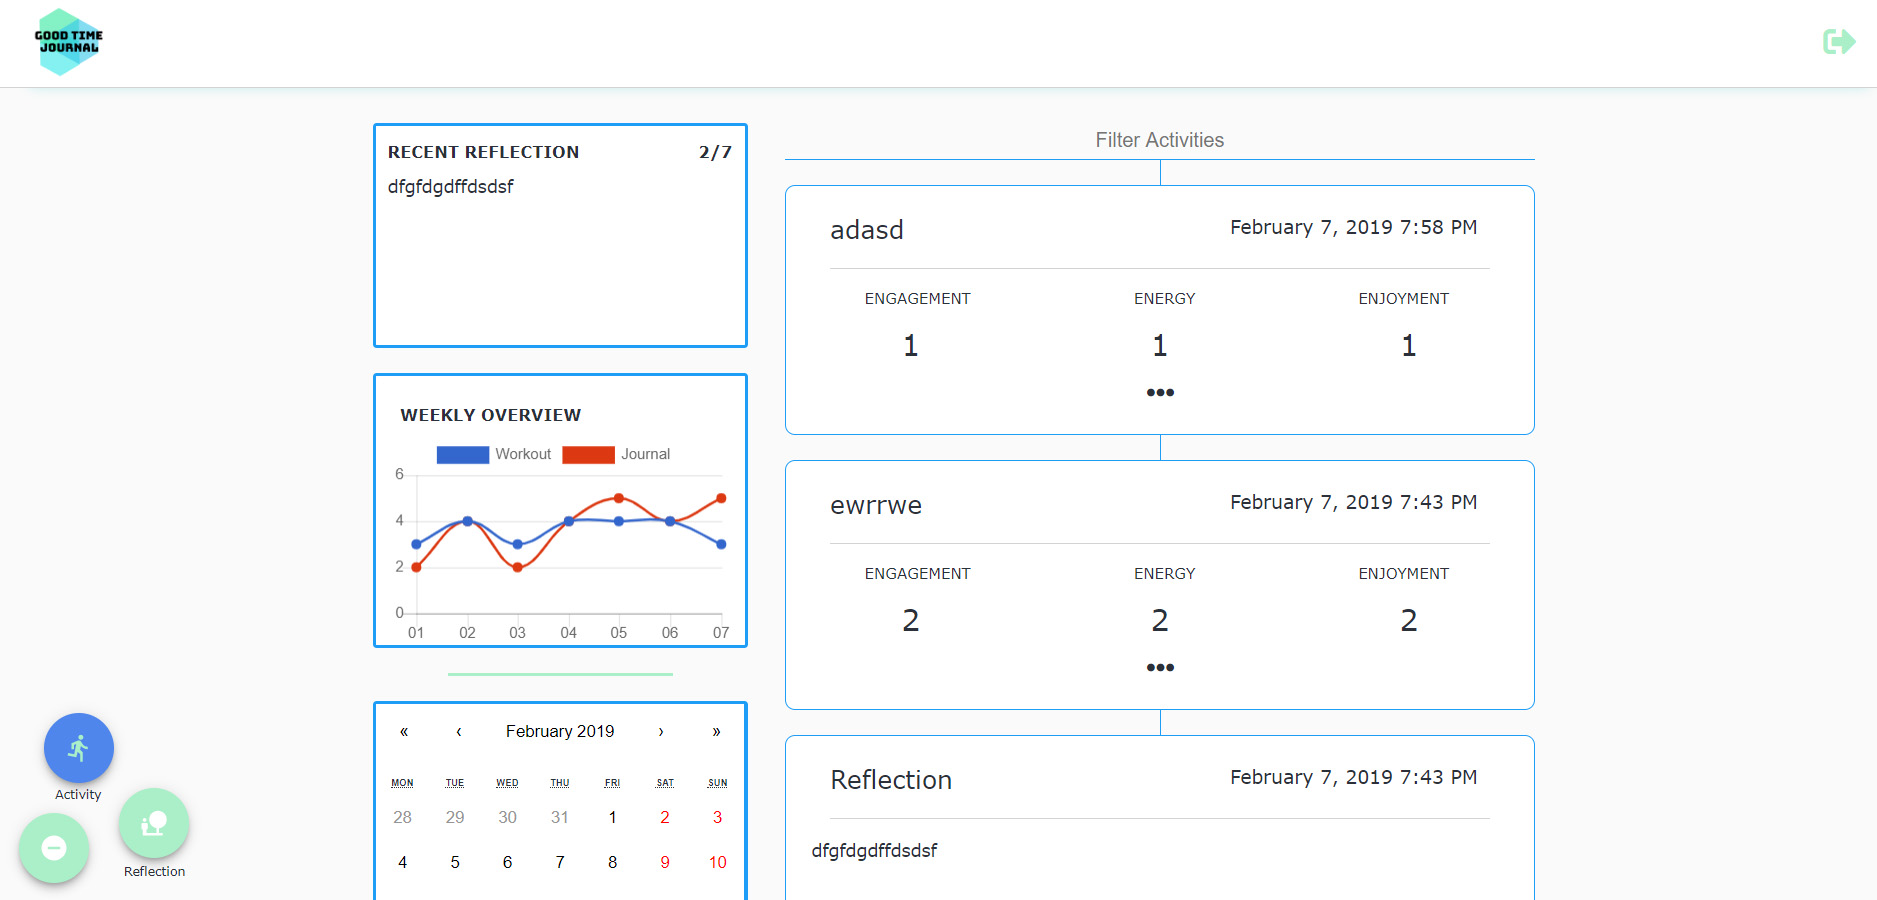 GOOD TIME
JOURNAL
RECENT REFLECTION 2/7
dfgfdgdffdsdsf
WEEKLY OVERVIEW
Workout Journal
6
4
2
0
01 02 03 04 05 06 07
« ‹ February 2019 › »
MON TUE WED THU FRI SAT SUN
28 29 30 31 1 2 3
4 5 6 7 8 9 10
Filter Activities
adasd February 7, 2019 7:58 PM
ENGAGEMENT ENERGY ENJOYMENT
1 1 1
•••
ewrrwe February 7, 2019 7:43 PM
ENGAGEMENT ENERGY ENJOYMENT
2 2 2
•••
Reflection February 7, 2019 7:43 PM
dfgfdgdffdsdsf
Activity
Reflection